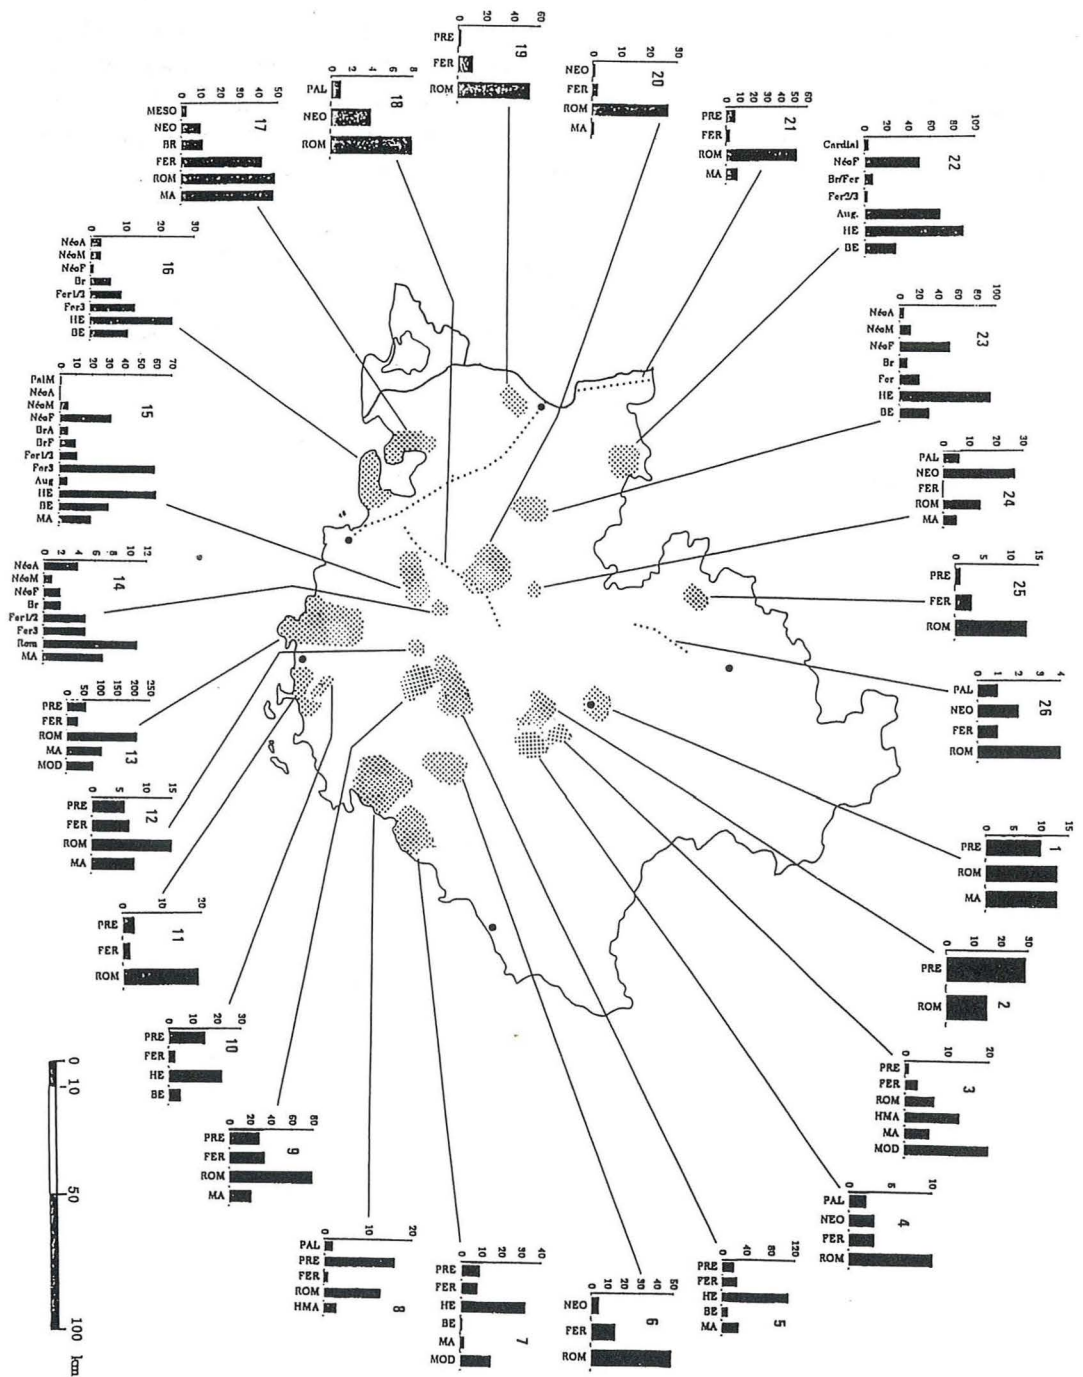 0 20 40 60
19
PRE
FER
ROM
0 10 20 30
20
NEO
FER
ROM
MA
0 2 4 6 8
18
PAL
NEO
ROM
0 10 20 30 40 50 60
21
PRE
FER
ROM
MA
0 10 20 30 40 50
17
MESO
NEO
BR
FER
ROM
MA
0 20 40 60 80 100
22
Cardial
NéoF
Br/Fer
Fer2/3
Aug.
HE
BE
0 10 20 30
16
NéoA
NéoM
NéoF
Br
Fer1/2
Fer3
HE
BE
0 20 40 60 80 100
23
NéoA
NéoM
NéoF
Br
Fer
HE
BE
0 10 20 30 40 50 60 70
15
PalM
NéoA
NéoM
NéoF
BrA
BrF
Fer1/2
Fer3
Aug
HE
BE
MA
0 10 20 30
24
PAL
NEO
FER
ROM
MA
0 2 4 6 8 10 12
14
NéoA
NéoM
NéoF
Br
Fer1/2
Fer3
Rom
MA
0 5 10 15
25
PRE
FER
ROM
0 50 100 150 200 250
13
PRE
FER
ROM
MA
MOD
0 1 2 3 4
26
PAL
NEO
FER
ROM
0 5 10 15
12
PRE
FER
ROM
MA
0 5 10 15
1
PRE
ROM
MA
0 10 20
11
PRE
FER
ROM
0 10 20 30
2
PRE
ROM
0 10 20 30
10
PRE
FER
HE
BE
0 10 20
3
PRE
FER
ROM
HMA
MA
MOD
0 20 40 60 80
9
PRE
FER
ROM
MA
0 5 10
4
PAL
NEO
FER
ROM
0 10 20
8
PAL
PRE
FER
ROM
HMA
0 10 20 30 40
7
PRE
FER
HE
BE
MA
MOD
0 10 20 30 40 50
6
NEO
FER
ROM
0 40 80 120
5
PRE
FER
HE
BE
MA
0 10 50 100 km